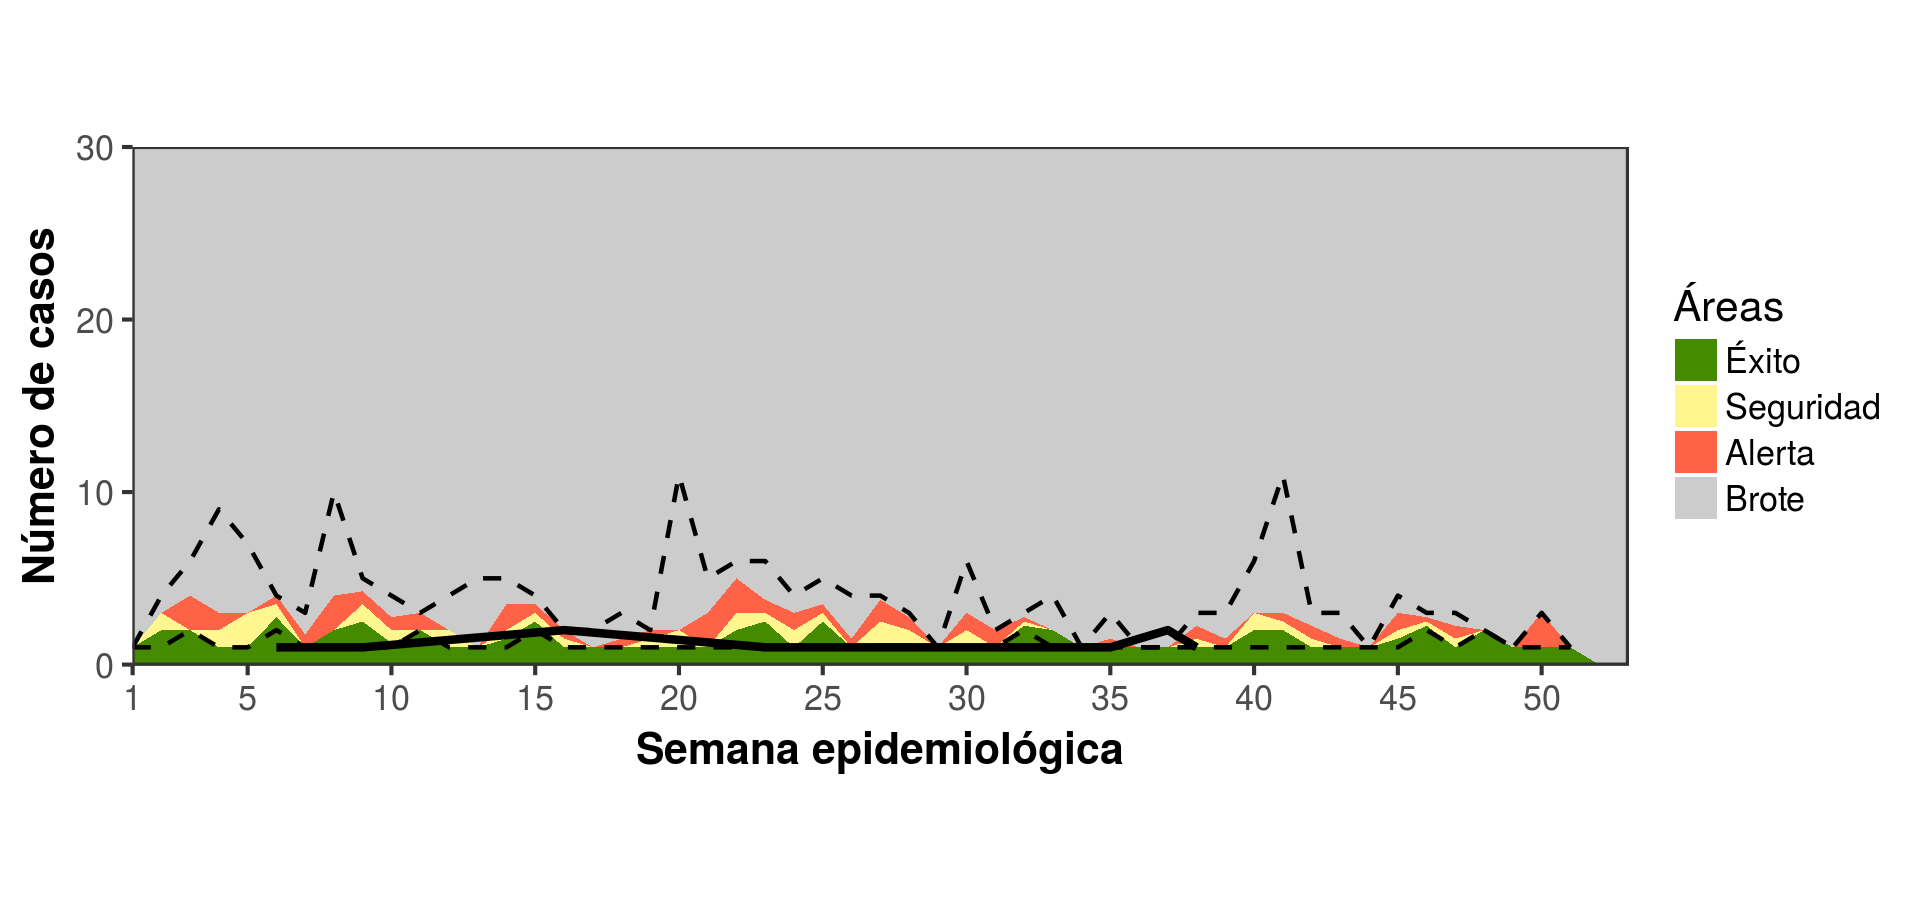 Número de casos
30
20
10
0
1 5 10 15 20 25 30 35 40 45 50
Semana epidemiológica
Áreas
Éxito
Seguridad
Alerta
Brote